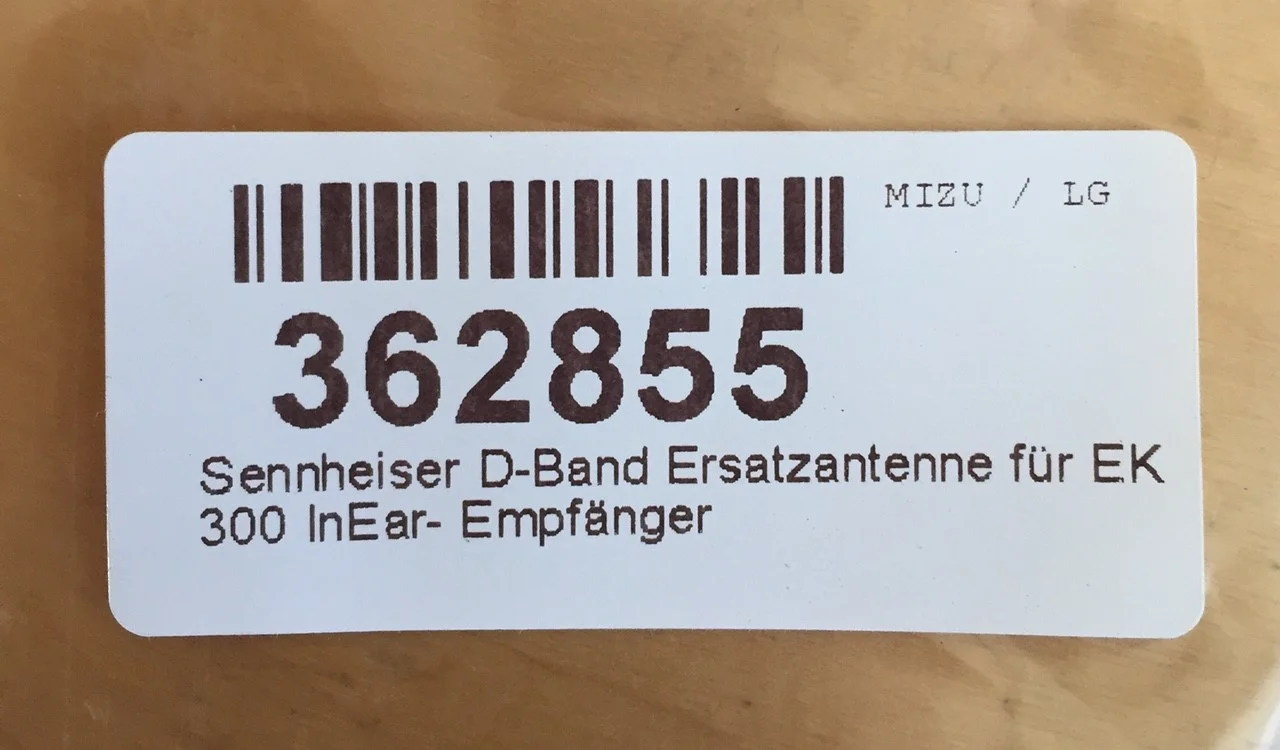 MIZU / LG
362855
Sennheiser D-Band Ersatzantenne für EK
300 InEar- Empfänger